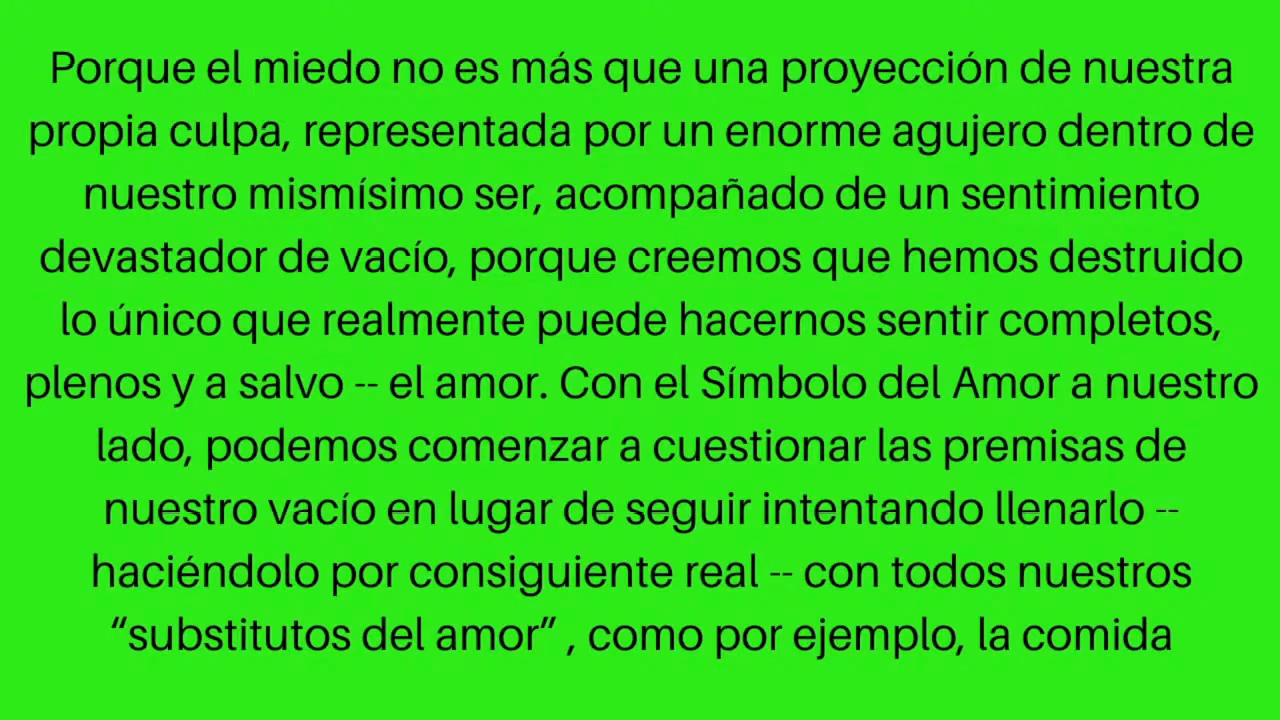 Porque el miedo no es más que una proyección de nuestra
propia culpa, representada por un enorme agujero dentro de
nuestro mismísimo ser, acompañado de un sentimiento
devastador de vacío, porque creemos que hemos destruido
lo único que realmente puede hacernos sentir completos,
plenos y a salvo -- el amor. Con el Símbolo del Amor a nuestro
lado, podemos comenzar a cuestionar las premisas de
nuestro vacío en lugar de seguir intentando llenarlo --
haciéndolo por consiguiente real -- con todos nuestros
“substitutos del amor” , como por ejemplo, la comida